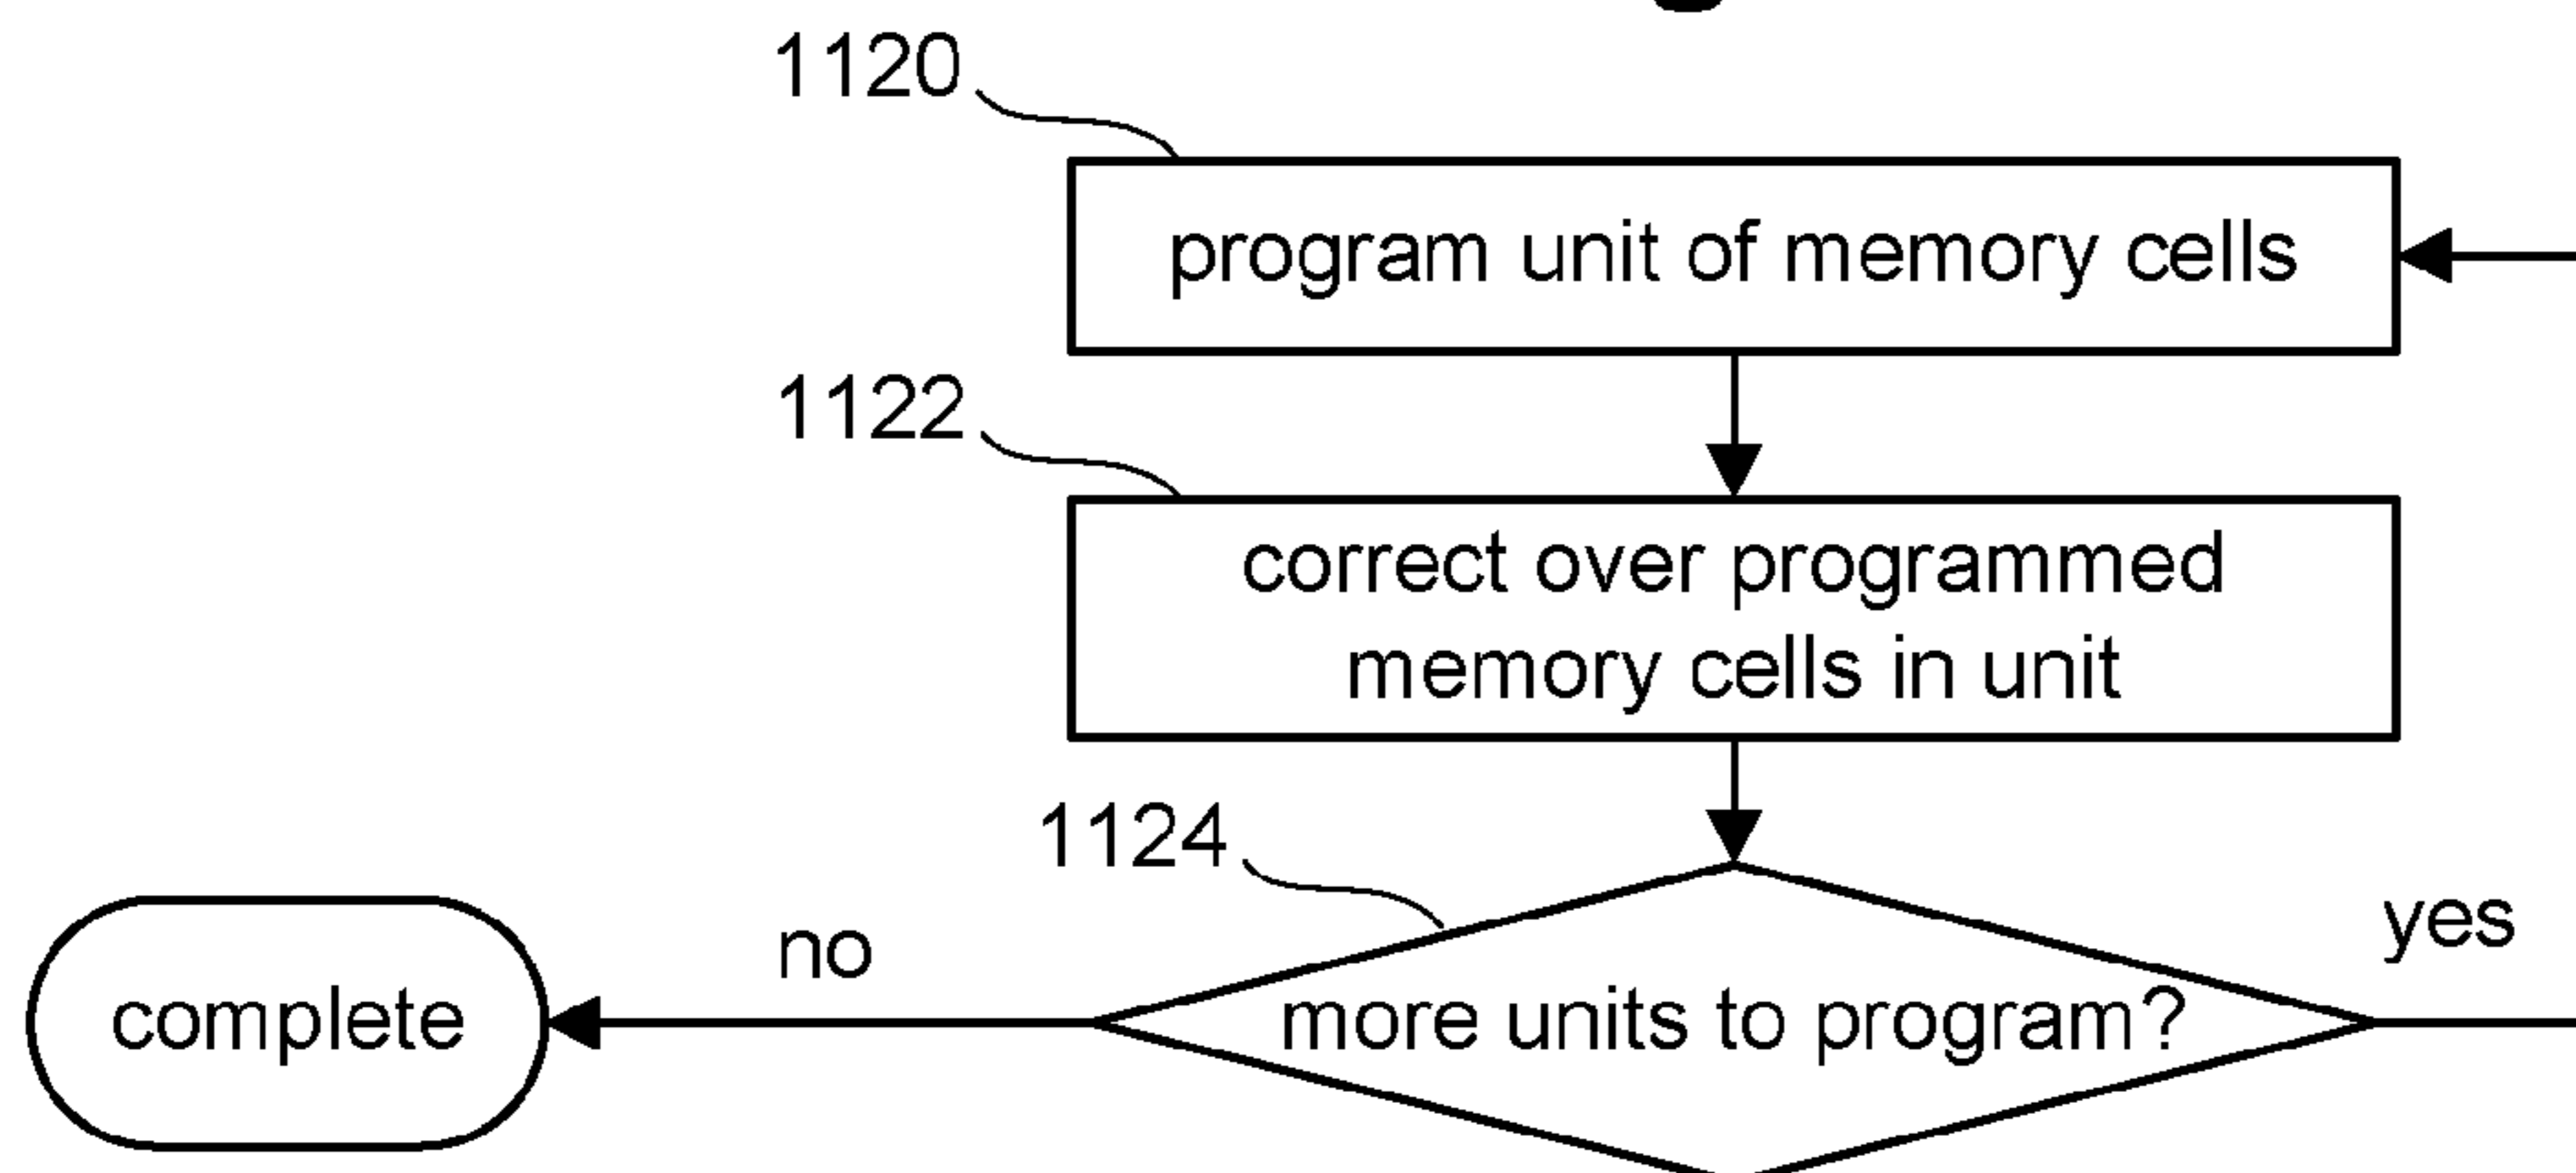 1120
program unit of memory cells
1122
correct over programmed
memory cells in unit
1124
yes
no
more units to program?
complete